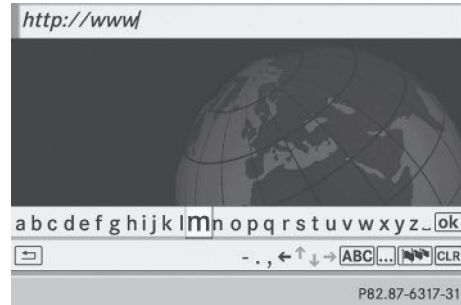 http://www
a b c d e f g h i j k l m n o p q r s t u v w x y z _ ok
- . , ← ↑ ↓ → ABC ... CLR
P82.87-6317-31